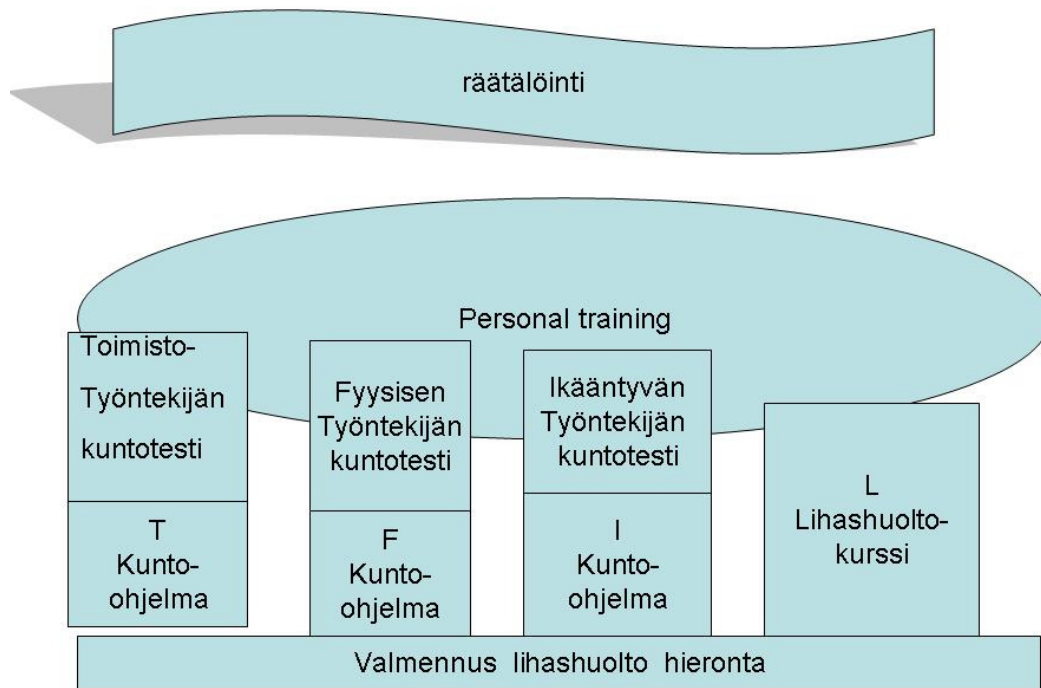 räätälöinti
Personal training
Toimisto-
Työntekijän
kuntotesti
T
Kunto-
ohjelma
Fyysisen
Työntekijän
kuntotesti
F
Kunto-
ohjelma
Ikääntyvän
Työntekijän
kuntotesti
I
Kunto-
ohjelma
L
Lihashuolto-
kurssi
Valmennus lihashuolto hieronta